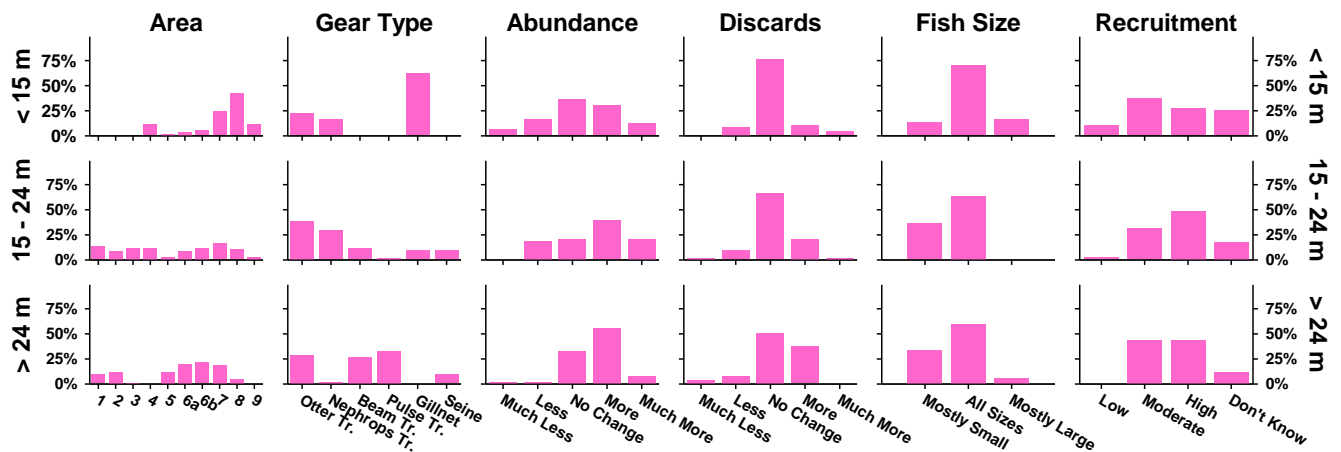 Area Gear Type Abundance Discards Fish Size Recruitment
< 15 m
75%
50%
25%
0%
75%
50%
25%
0%
< 15 m
15 - 24 m
75%
50%
25%
0%
75%
50%
25%
0%
15 - 24 m
> 24 m
75%
50%
25%
0%
75%
50%
25%
0%
> 24 m
1 2 3 4 5 6a 6b 7 8 9
Otter Tr.
Nephrops Tr.
Beam Tr.
Pulse Tr.
Gillnet
Seine
Much Less
Less
No Change
More
Much More
Much Less
Less
No Change
More
Much More
Mostly Small
All Sizes
Mostly Large
Low
Moderate
High
Don't Know